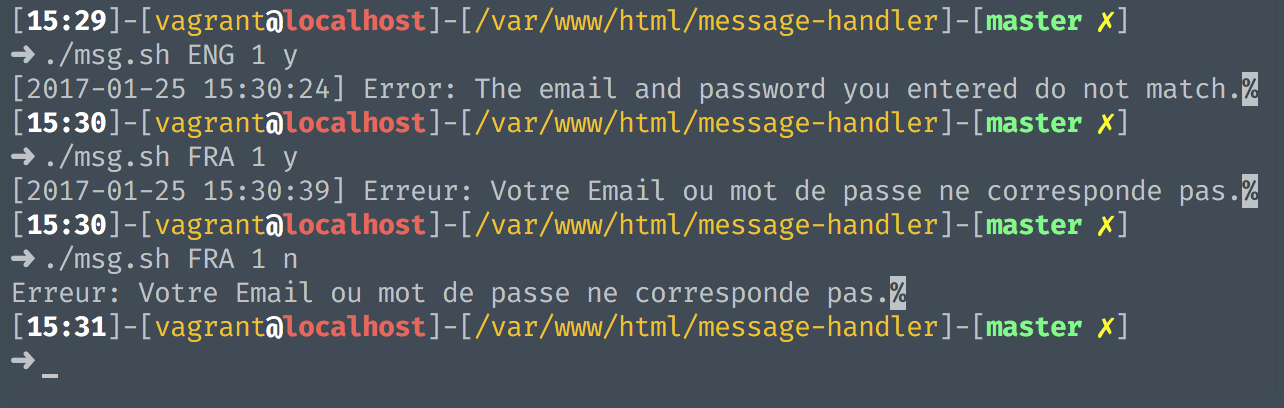 [15:29]-[vagrant@localhost]-[/var/www/html/message-handler]-[master ✗]
➜ ./msg.sh ENG 1 y
[2017-01-25 15:30:24] Error: The email and password you entered do not match.%
[15:30]-[vagrant@localhost]-[/var/www/html/message-handler]-[master ✗]
➜ ./msg.sh FRA 1 y
[2017-01-25 15:30:39] Erreur: Votre Email ou mot de passe ne corresponde pas.%
[15:30]-[vagrant@localhost]-[/var/www/html/message-handler]-[master ✗]
➜ ./msg.sh FRA 1 n
Erreur: Votre Email ou mot de passe ne corresponde pas.%
[15:31]-[vagrant@localhost]-[/var/www/html/message-handler]-[master ✗]
➜ _